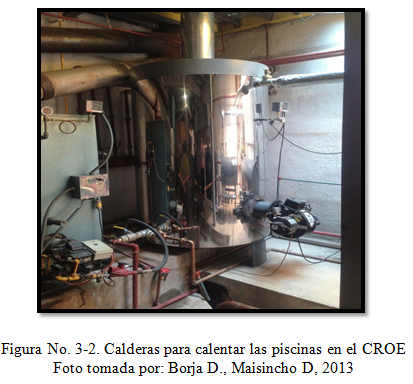 Figura No. 3-2. Calderas para calentar las piscinas en el CROE
Foto tomada por: Borja D., Maisincho D, 2013